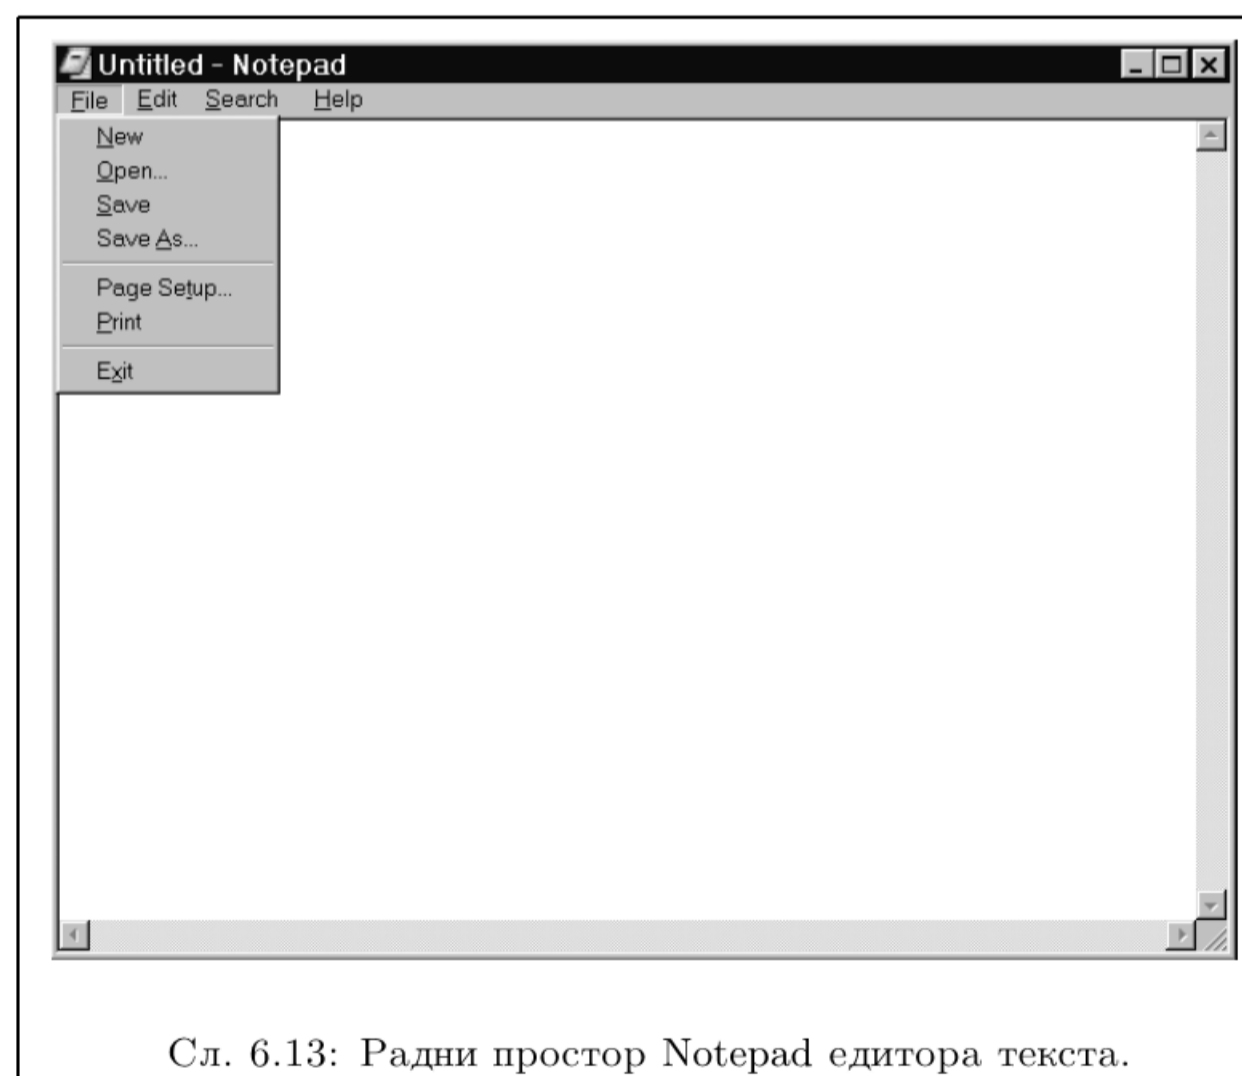 Untitled - Notepad
File Edit Search Help
New
Open...
Save
Save As...
Page Setup...
Print
Exit
Сл. 6.13: Радни простор Notepad едитора текста.